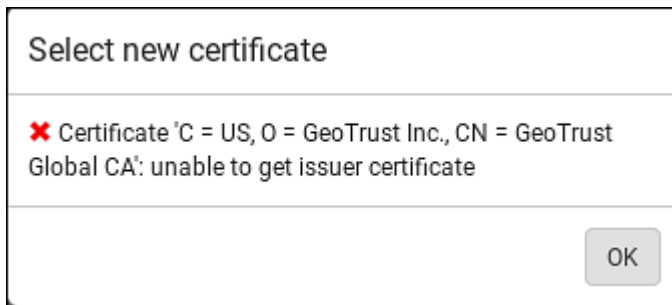 Select new certificate
✖ Certificate 'C = US, O = GeoTrust Inc., CN = GeoTrust
Global CA': unable to get issuer certificate
OK